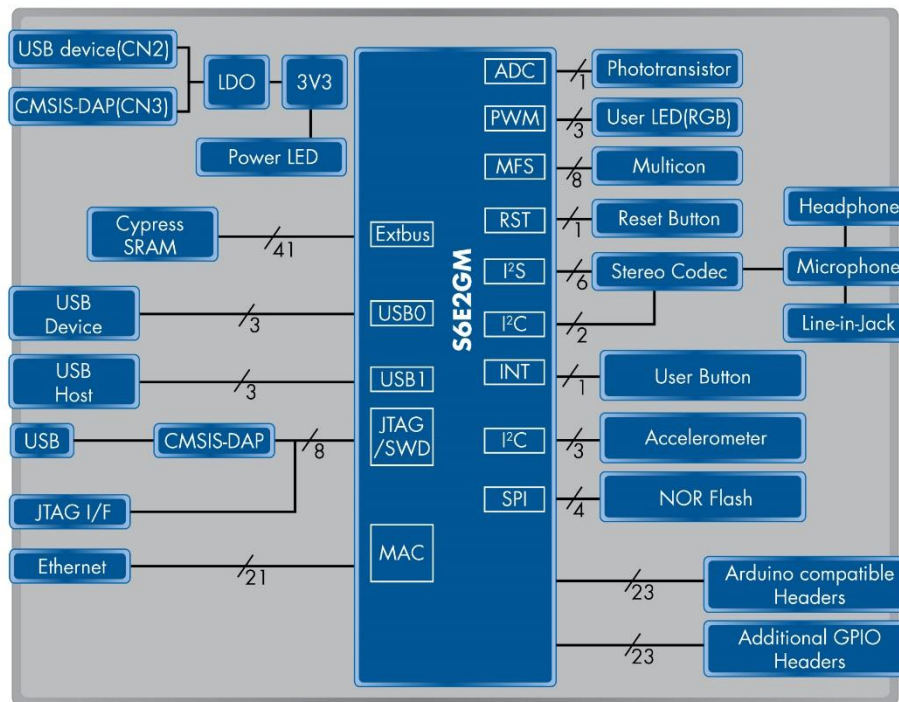 USB device(CN2)
CMSIS-DAP(CN3)
LDO
3V3
Power LED
Cypress
SRAM
41
Extbus
USB
Device
3
USB0
USB
Host
3
USB1
USB
CMSIS-DAP
8
JTAG
/SWD
JTAG I/F
Ethernet
21
MAC
S6E2GM
ADC
1
Phototransistor
PWM
3
User LED(RGB)
MFS
8
Multicon
RST
1
Reset Button
I²S
6
Stereo Codec
I²C
2
Headphone
Microphone
Line-in-Jack
INT
1
User Button
I²C
3
Accelerometer
SPI
4
NOR Flash
23
Arduino compatible
Headers
23
Additional GPIO
Headers